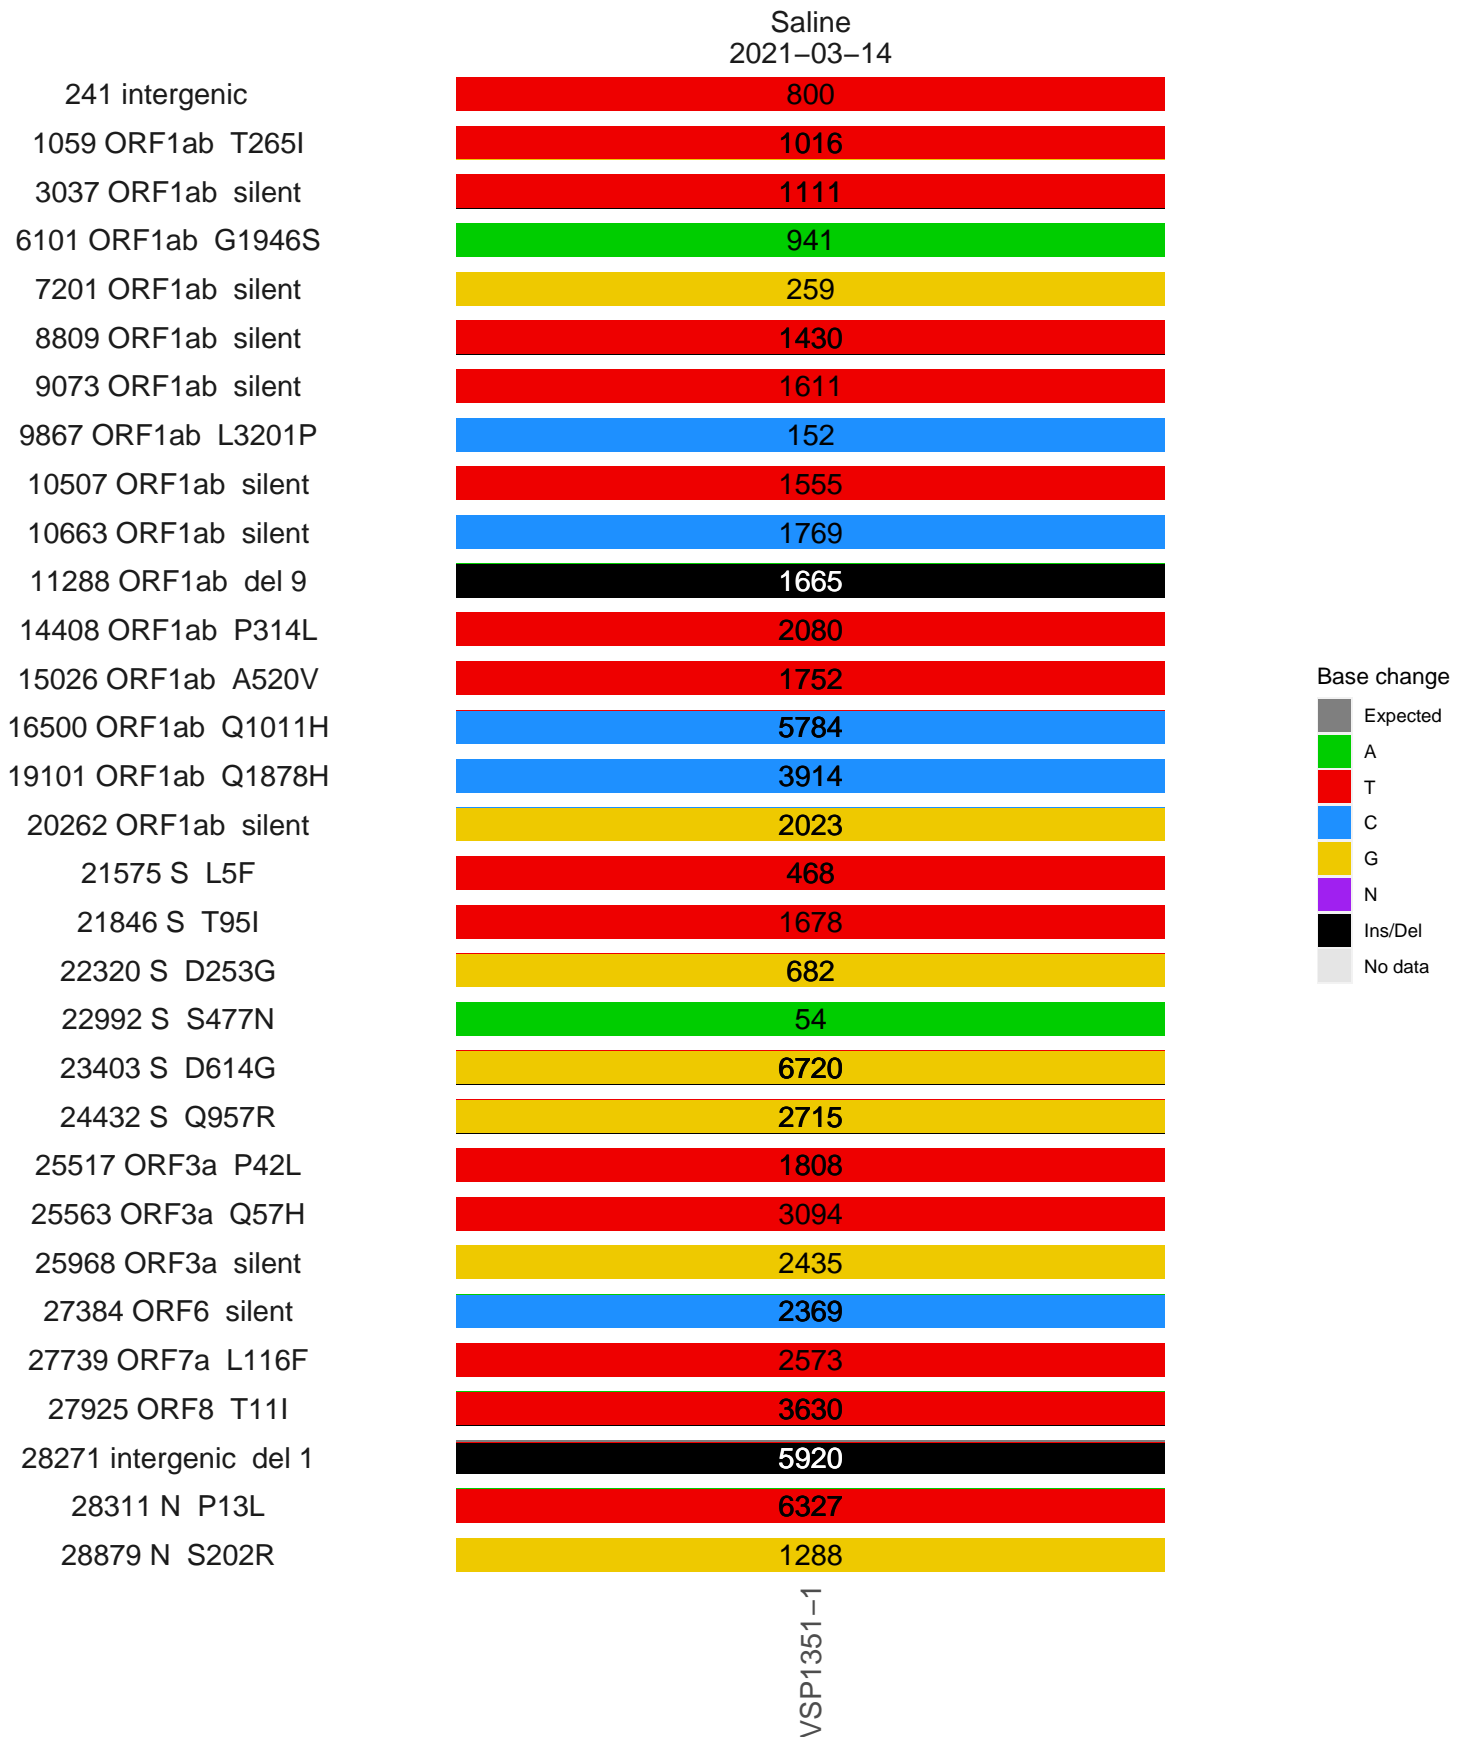 Saline
2021−03−14
241 intergenic 800
1059 ORF1ab T265I 1016
3037 ORF1ab silent 1111
6101 ORF1ab G1946S 941
7201 ORF1ab silent 259
8809 ORF1ab silent 1430
9073 ORF1ab silent 1611
9867 ORF1ab L3201P 152
10507 ORF1ab silent 1555
10663 ORF1ab silent 1769
11288 ORF1ab del 9 1665
14408 ORF1ab P314L 2080
15026 ORF1ab A520V 1752
16500 ORF1ab Q1011H 5784
19101 ORF1ab Q1878H 3914
20262 ORF1ab silent 2023
21575 S L5F 468
21846 S T95I 1678
22320 S D253G 682
22992 S S477N 54
23403 S D614G 6720
24432 S Q957R 2715
25517 ORF3a P42L 1808
25563 ORF3a Q57H 3094
25968 ORF3a silent 2435
27384 ORF6 silent 2369
27739 ORF7a L116F 2573
27925 ORF8 T11I 3630
28271 intergenic del 1 5920
28311 N P13L 6327
28879 N S202R 1288
VSP1351−1
Base change
Expected
A
T
C
G
N
Ins/Del
No data